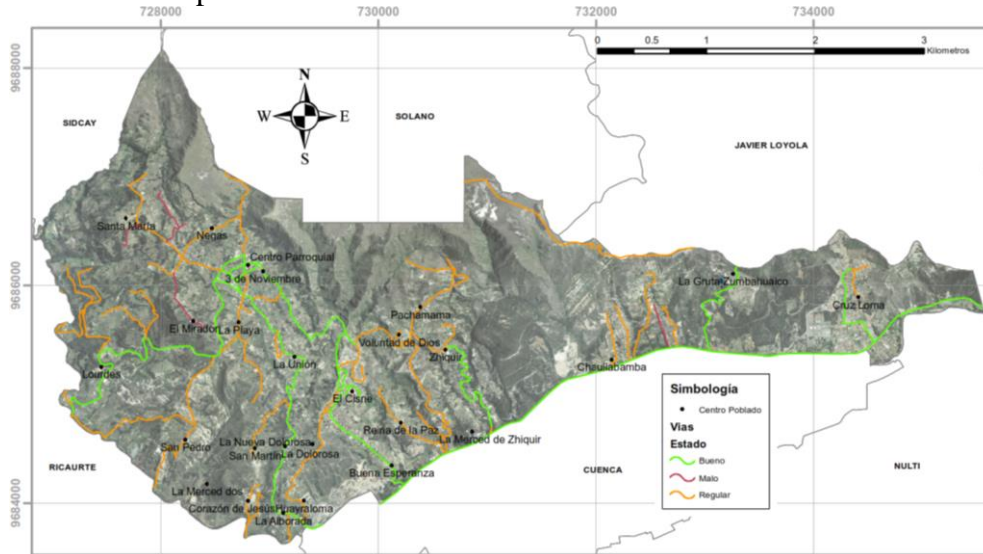 728000
730000
732000
734000
9688000
0
0.5
1
2
3
Kilometros
N
W
E
S
SIDCAY
SOLANO
JAVIER LOYOLA
Santa María
Negas
Centro Parroquial
3 de Noviembre
9686000
La Gruta
Zumbahuaico
Cruz Loma
Pachamama
El Mirador
La Playa
Voluntad de Dios
Zhiquir
La Unión
Chaullabamba
Lourdes
El Cisne
Reina de la Paz
La Merced de Zhiquir
San Pedro
La Nueva Dolorosa
San Martín
La Dolorosa
Buena Esperanza
RICAURTE
CUENCA
NULTI
La Merced dos
Corazón de Jesús
Huayraloma
La Alborada
9684000
Simbología
Centro Poblado
Vias
Estado
Bueno
Malo
Regular